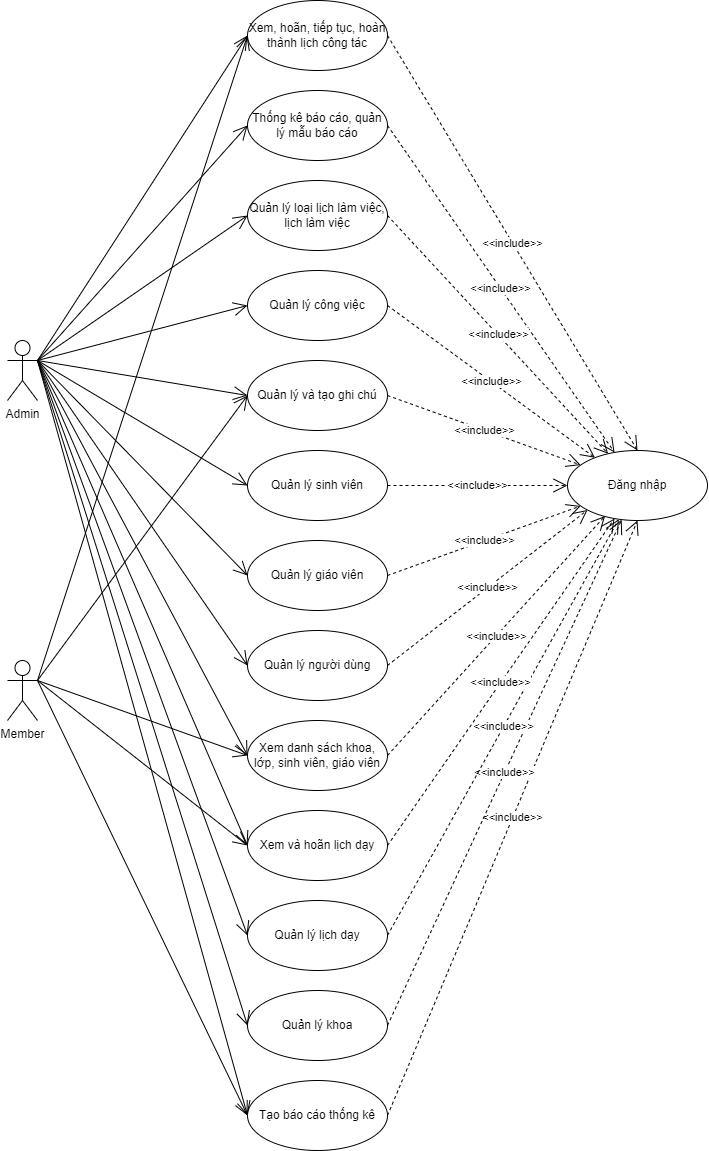 Xem, hoãn, tiếp tục, hoàn
thành lịch công tác
Thống kê báo cáo, quản
lý mẫu báo cáo
Quản lý loại lịch làm việc,
lịch làm việc
<<include>>
<<include>>
Quản lý công việc
<<include>>
<<include>>
Admin
Quản lý và tạo ghi chú
<<include>>
Quản lý sinh viên
<<include>>
Đăng nhập
<<include>>
Quản lý giáo viên
<<include>>
<<include>>
Quản lý người dùng
<<include>>
Member
<<include>>
Xem danh sách khoa,
lớp, sinh viên, giáo viên
<<include>>
<<include>>
Xem và hoãn lịch dạy
Quản lý lịch dạy
Quản lý khoa
Tạo báo cáo thống kê